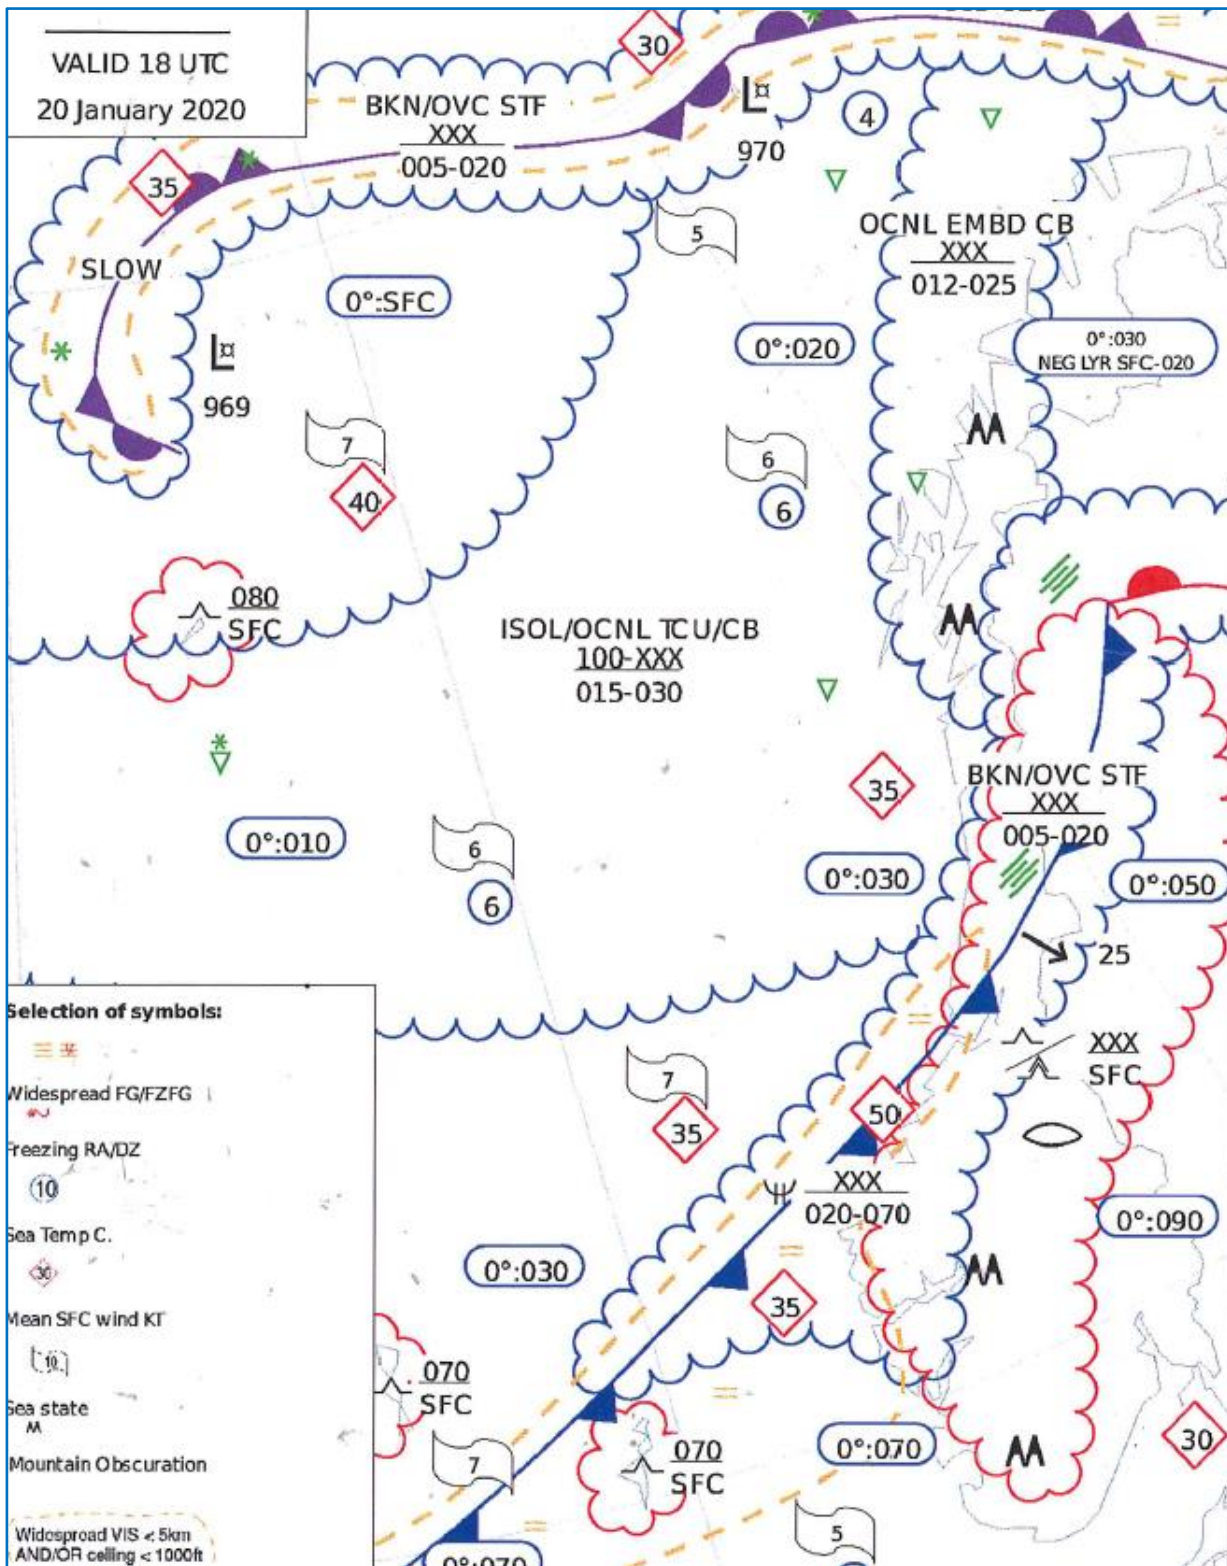 VALID 18 UTC
20 January 2020
30
BKN/OVC STF
XXX
005-020
L
970
4
35
5
OCNL EMBD CB
XXX
012-025
SLOW
0°:SFC
0°:020
0°:030
NEG LYR SFC-020
L
969
7
40
6
6
080
SFC
ISOL/OCNL TCU/CB
100-XXX
015-030
35
BKN/OVC STF
XXX
005-020
0°:010
6
6
0°:030
0°:050
25
Selection of symbols:
Widespread FG/FZFG
Freezing RA/DZ
10
Sea Temp C.
30
Mean SFC wind KT
10
Sea state
Mountain Obscuration
Widespread VIS < 5km
AND/OR ceiling < 1000ft
XXX
SFC
7
35
50
XXX
020-070
0°:030
0°:090
35
070
SFC
7
070
SFC
0°:070
30
5
0°:070